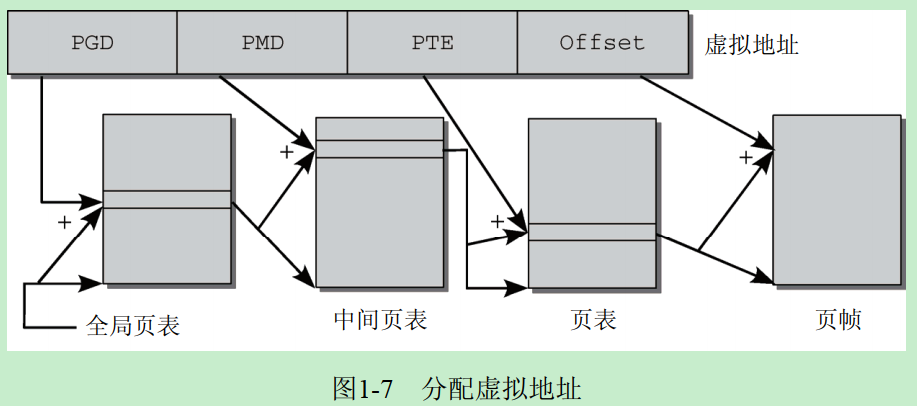 PGD PMD PTE Offset 虚拟地址
+ + + +
全局页表 中间页表 页表 页帧
图1-7 分配虚拟地址